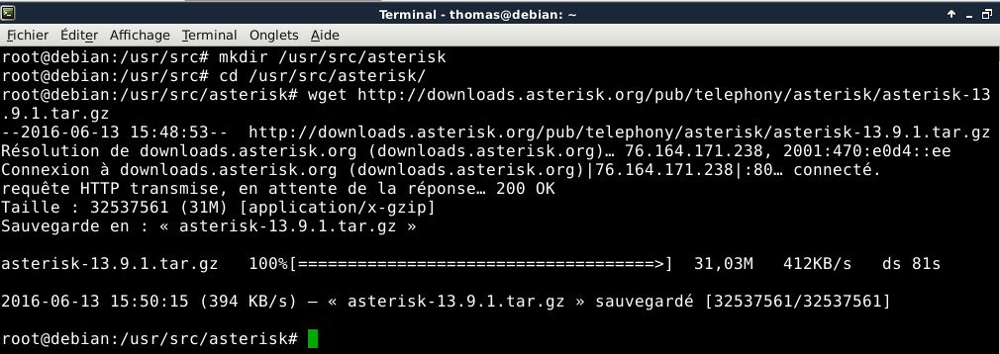 Terminal - thomas@debian: ~
Fichier Éditer Affichage Terminal Onglets Aide
root@debian:/usr/src# mkdir /usr/src/asterisk
root@debian:/usr/src# cd /usr/src/asterisk/
root@debian:/usr/src/asterisk# wget http://downloads.asterisk.org/pub/telephony/asterisk/asterisk-13
.9.1.tar.gz
--2016-06-13 15:48:53--  http://downloads.asterisk.org/pub/telephony/asterisk/asterisk-13.9.1.tar.gz
Résolution de downloads.asterisk.org (downloads.asterisk.org)… 76.164.171.238, 2001:470:e0d4::ee
Connexion à downloads.asterisk.org (downloads.asterisk.org)|76.164.171.238|:80… connecté.
requête HTTP transmise, en attente de la réponse… 200 OK
Taille : 32537561 (31M) [application/x-gzip]
Sauvegarde en : « asterisk-13.9.1.tar.gz »
asterisk-13.9.1.tar.gz   100%[====================================>]  31,03M   412KB/s   ds 81s
2016-06-13 15:50:15 (394 KB/s) — « asterisk-13.9.1.tar.gz » sauvegardé [32537561/32537561]
root@debian:/usr/src/asterisk#